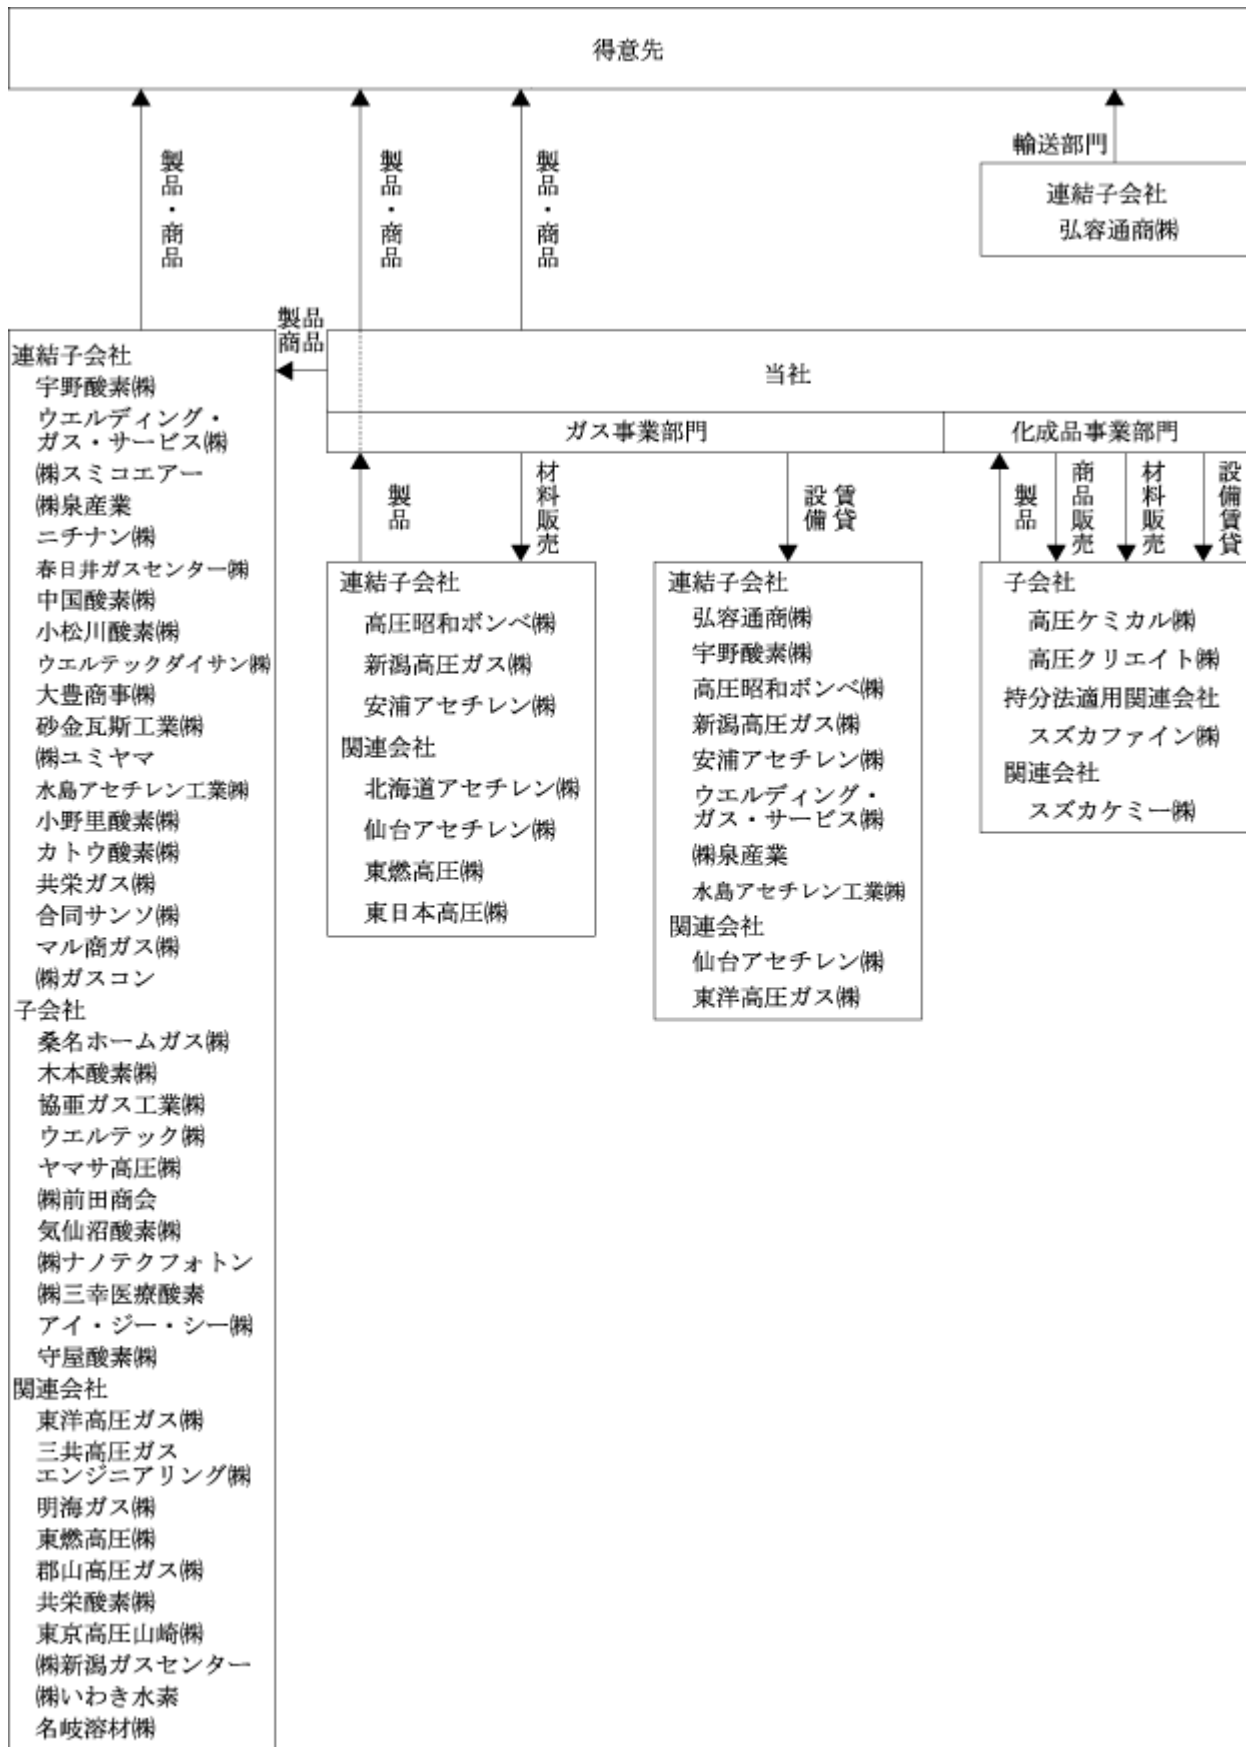 得意先
製品・商品
製品・商品
製品・商品
輸送部門
連結子会社
弘容通商㈱
製品
商品
当社
ガス事業部門
化成品事業部門
連結子会社
宇野酸素㈱
ウエルディング・
ガス・サービス㈱
㈱スミコエアー
㈱泉産業
ニチナン㈱
春日井ガスセンター㈱
中国酸素㈱
小松川酸素㈱
ウエルテックダイサン㈱
大豊商事㈱
砂金瓦斯工業㈱
㈱ユミヤマ
水島アセチレン工業㈱
小野里酸素㈱
カトウ酸素㈱
共栄ガス㈱
合同サンソ㈱
マル商ガス㈱
㈱ガスコン
子会社
桑名ホームガス㈱
木本酸素㈱
協亜ガス工業㈱
ウエルテック㈱
ヤマサ高圧㈱
㈱前田商会
気仙沼酸素㈱
㈱ナノテクフォトン
㈱三幸医療酸素
アイ・ジー・シー㈱
守屋酸素㈱
関連会社
東洋高圧ガス㈱
三共高圧ガス
エンジニアリング㈱
明海ガス㈱
東燃高圧㈱
郡山高圧ガス㈱
共栄酸素㈱
東京高圧山崎㈱
㈱新潟ガスセンター
㈱いわき水素
名岐溶材㈱
製品
材料販売
連結子会社
高圧昭和ボンベ㈱
新潟高圧ガス㈱
安浦アセチレン㈱
関連会社
北海道アセチレン㈱
仙台アセチレン㈱
東燃高圧㈱
東日本高圧㈱
設備
賃貸
連結子会社
弘容通商㈱
宇野酸素㈱
高圧昭和ボンベ㈱
新潟高圧ガス㈱
安浦アセチレン㈱
ウエルディング・
ガス・サービス㈱
㈱泉産業
水島アセチレン工業㈱
関連会社
仙台アセチレン㈱
東洋高圧ガス㈱
製品
商品販売
材料販売
設備賃貸
子会社
高圧ケミカル㈱
高圧クリエイト㈱
持分法適用関連会社
スズカファイン㈱
関連会社
スズカケミー㈱